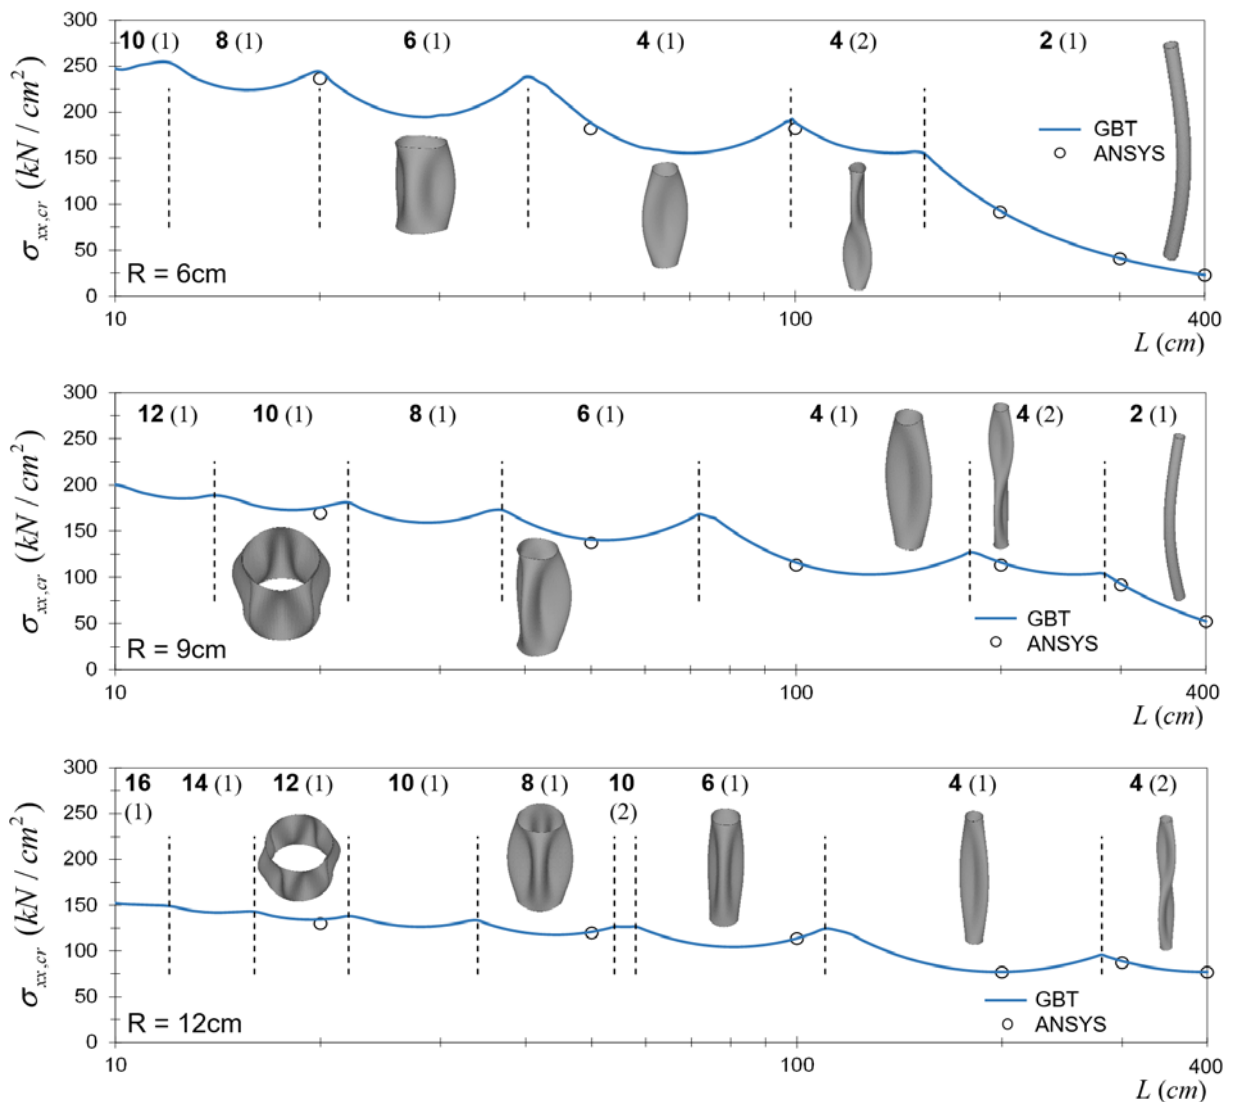 300
10 (1) 8 (1) 6 (1) 4 (1) 4 (2) 2 (1)
250
200
GBT
150
ANSYS
100
50
R = 6cm
0
σxx,cr (kN / cm²)
10 100 400
L (cm)
300
12 (1) 10 (1) 8 (1) 6 (1) 4 (1) 4 (2) 2 (1)
250
200
150
100
50
GBT
ANSYS
R = 9cm
0
σxx,cr (kN / cm²)
10 100 400
L (cm)
300
16 14 (1) 12 (1) 10 (1) 8 (1) 10 6 (1) 4 (1) 4 (2)
(1) (2)
250
200
150
100
50
GBT
ANSYS
R = 12cm
0
σxx,cr (kN / cm²)
10 100 400
L (cm)